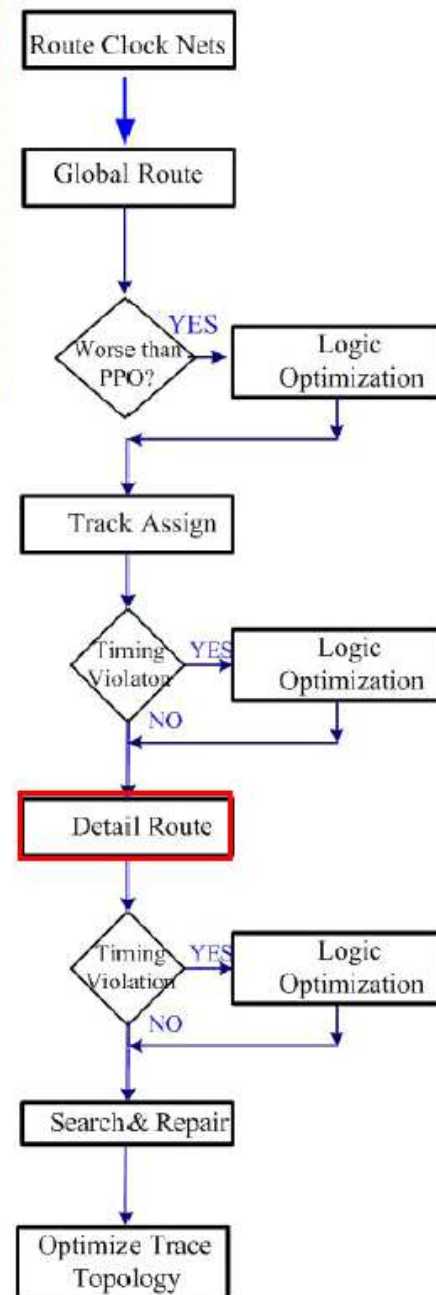 Route Clock Nets
Global Route
YES
Worse than
PPO?
Logic
Optimization
Track Assign
Timing
Violaton
YES
Logic
Optimization
NO
Detail Route
Timing
Violation
YES
Logic
Optimization
NO
Search& Repair
Optimize Trace
Topology